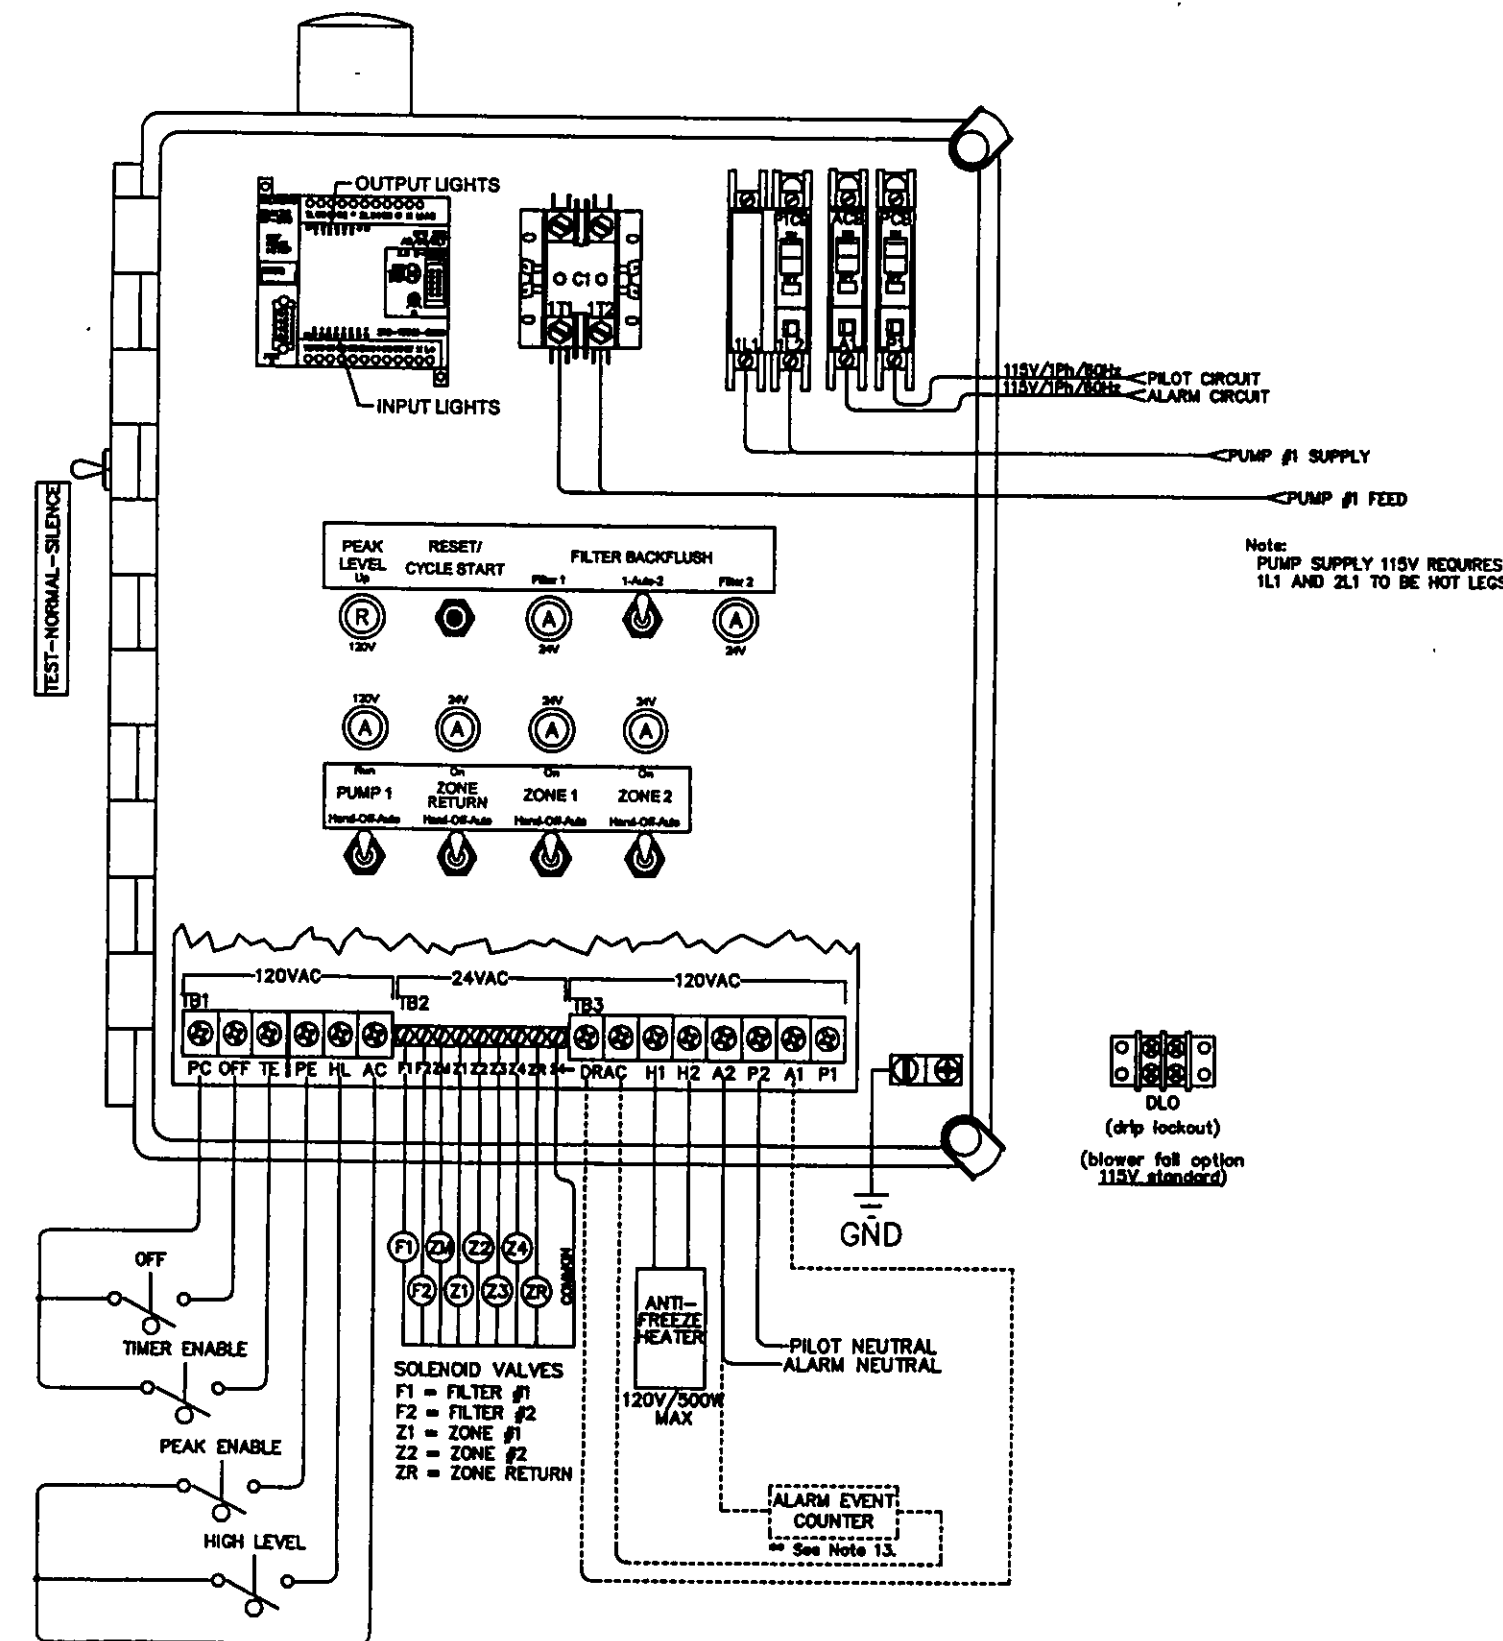 OUTPUT LIGHTS
INPUT LIGHTS
C1
1T1 1T2
ACB
PCB
1L1
A1
115V/1Ph/60Hz
PILOT CIRCUIT
115V/1Ph/60Hz
ALARM CIRCUIT
PUMP #1 SUPPLY
PUMP #1 FEED
Note:
PUMP SUPPLY 115V REQUIRES
1L1 AND 2L1 TO BE HOT LEGS
TEST-NORMAL-SILENCE
PEAK
LEVEL
Up
RESET/
CYCLE START
FILTER BACKFLUSH
Filter 1
1-Auto-2
Filter 2
R
A
A
120V
24V
24V
120V
24V
24V
24V
A
A
A
A
Run
On
On
On
PUMP 1
ZONE
RETURN
ZONE 1
ZONE 2
Hand-Off-Auto
Hand-Off-Auto
Hand-Off-Auto
Hand-Off-Auto
120VAC
24VAC
120VAC
TB1
TB2
TB3
PC OFF TE PE HL AC F1 F2 ZM Z1 Z2 Z3 Z4 ZR 24- DRAC H1 H2 A2 P2 A1 P1
DLO
(drip lockout)
(blower fail option
115V standard)
GND
OFF
TIMER ENABLE
PEAK ENABLE
HIGH LEVEL
F1
ZM
Z2
Z4
F2
Z1
Z3
ZR
COMMON
SOLENOID VALVES
F1 = FILTER #1
F2 = FILTER #2
Z1 = ZONE #1
Z2 = ZONE #2
ZR = ZONE RETURN
ANTI-
FREEZE
HEATER
120V/500W
MAX
PILOT NEUTRAL
ALARM NEUTRAL
ALARM EVENT
COUNTER
** See Note 13.